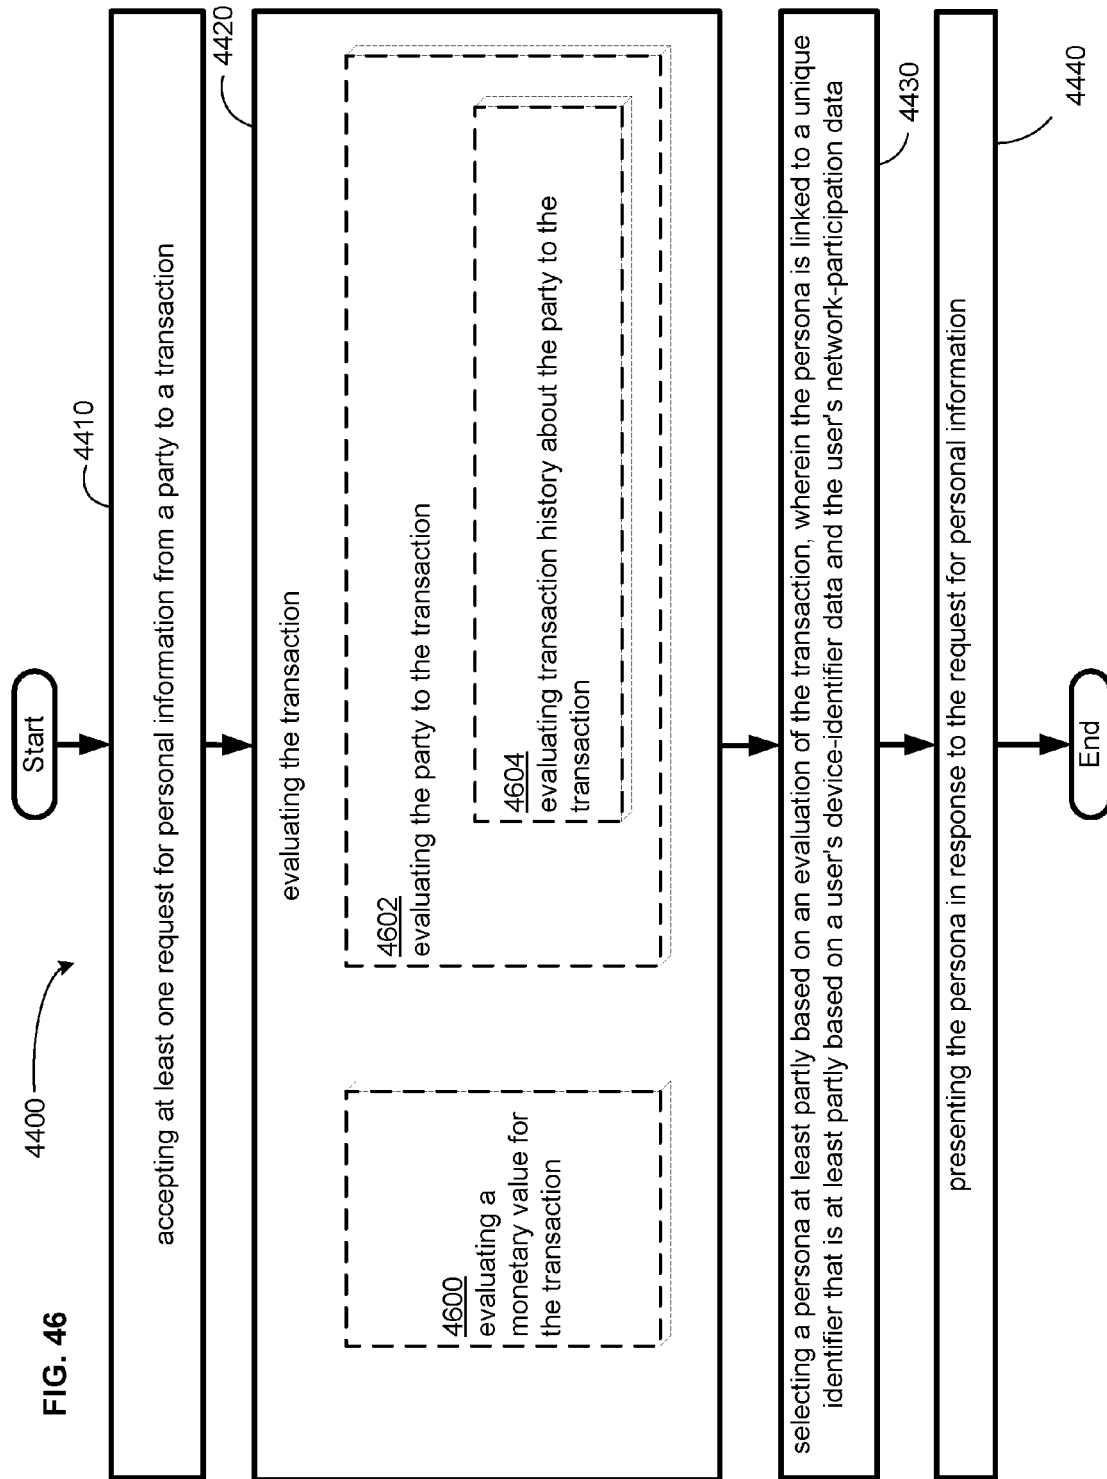 FIG. 46
4400
Start
4410
accepting at least one request for personal information from a party to a transaction
4420
evaluating the transaction
4600
evaluating a
monetary value for
the transaction
4602
evaluating the party to the transaction
4604
evaluating transaction history about the party to the
transaction
selecting a persona at least partly based on an evaluation of the transaction, wherein the persona is linked to a unique
identifier that is at least partly based on a user's device-identifier data and the user's network-participation data
4430
presenting the persona in response to the request for personal information
4440
End